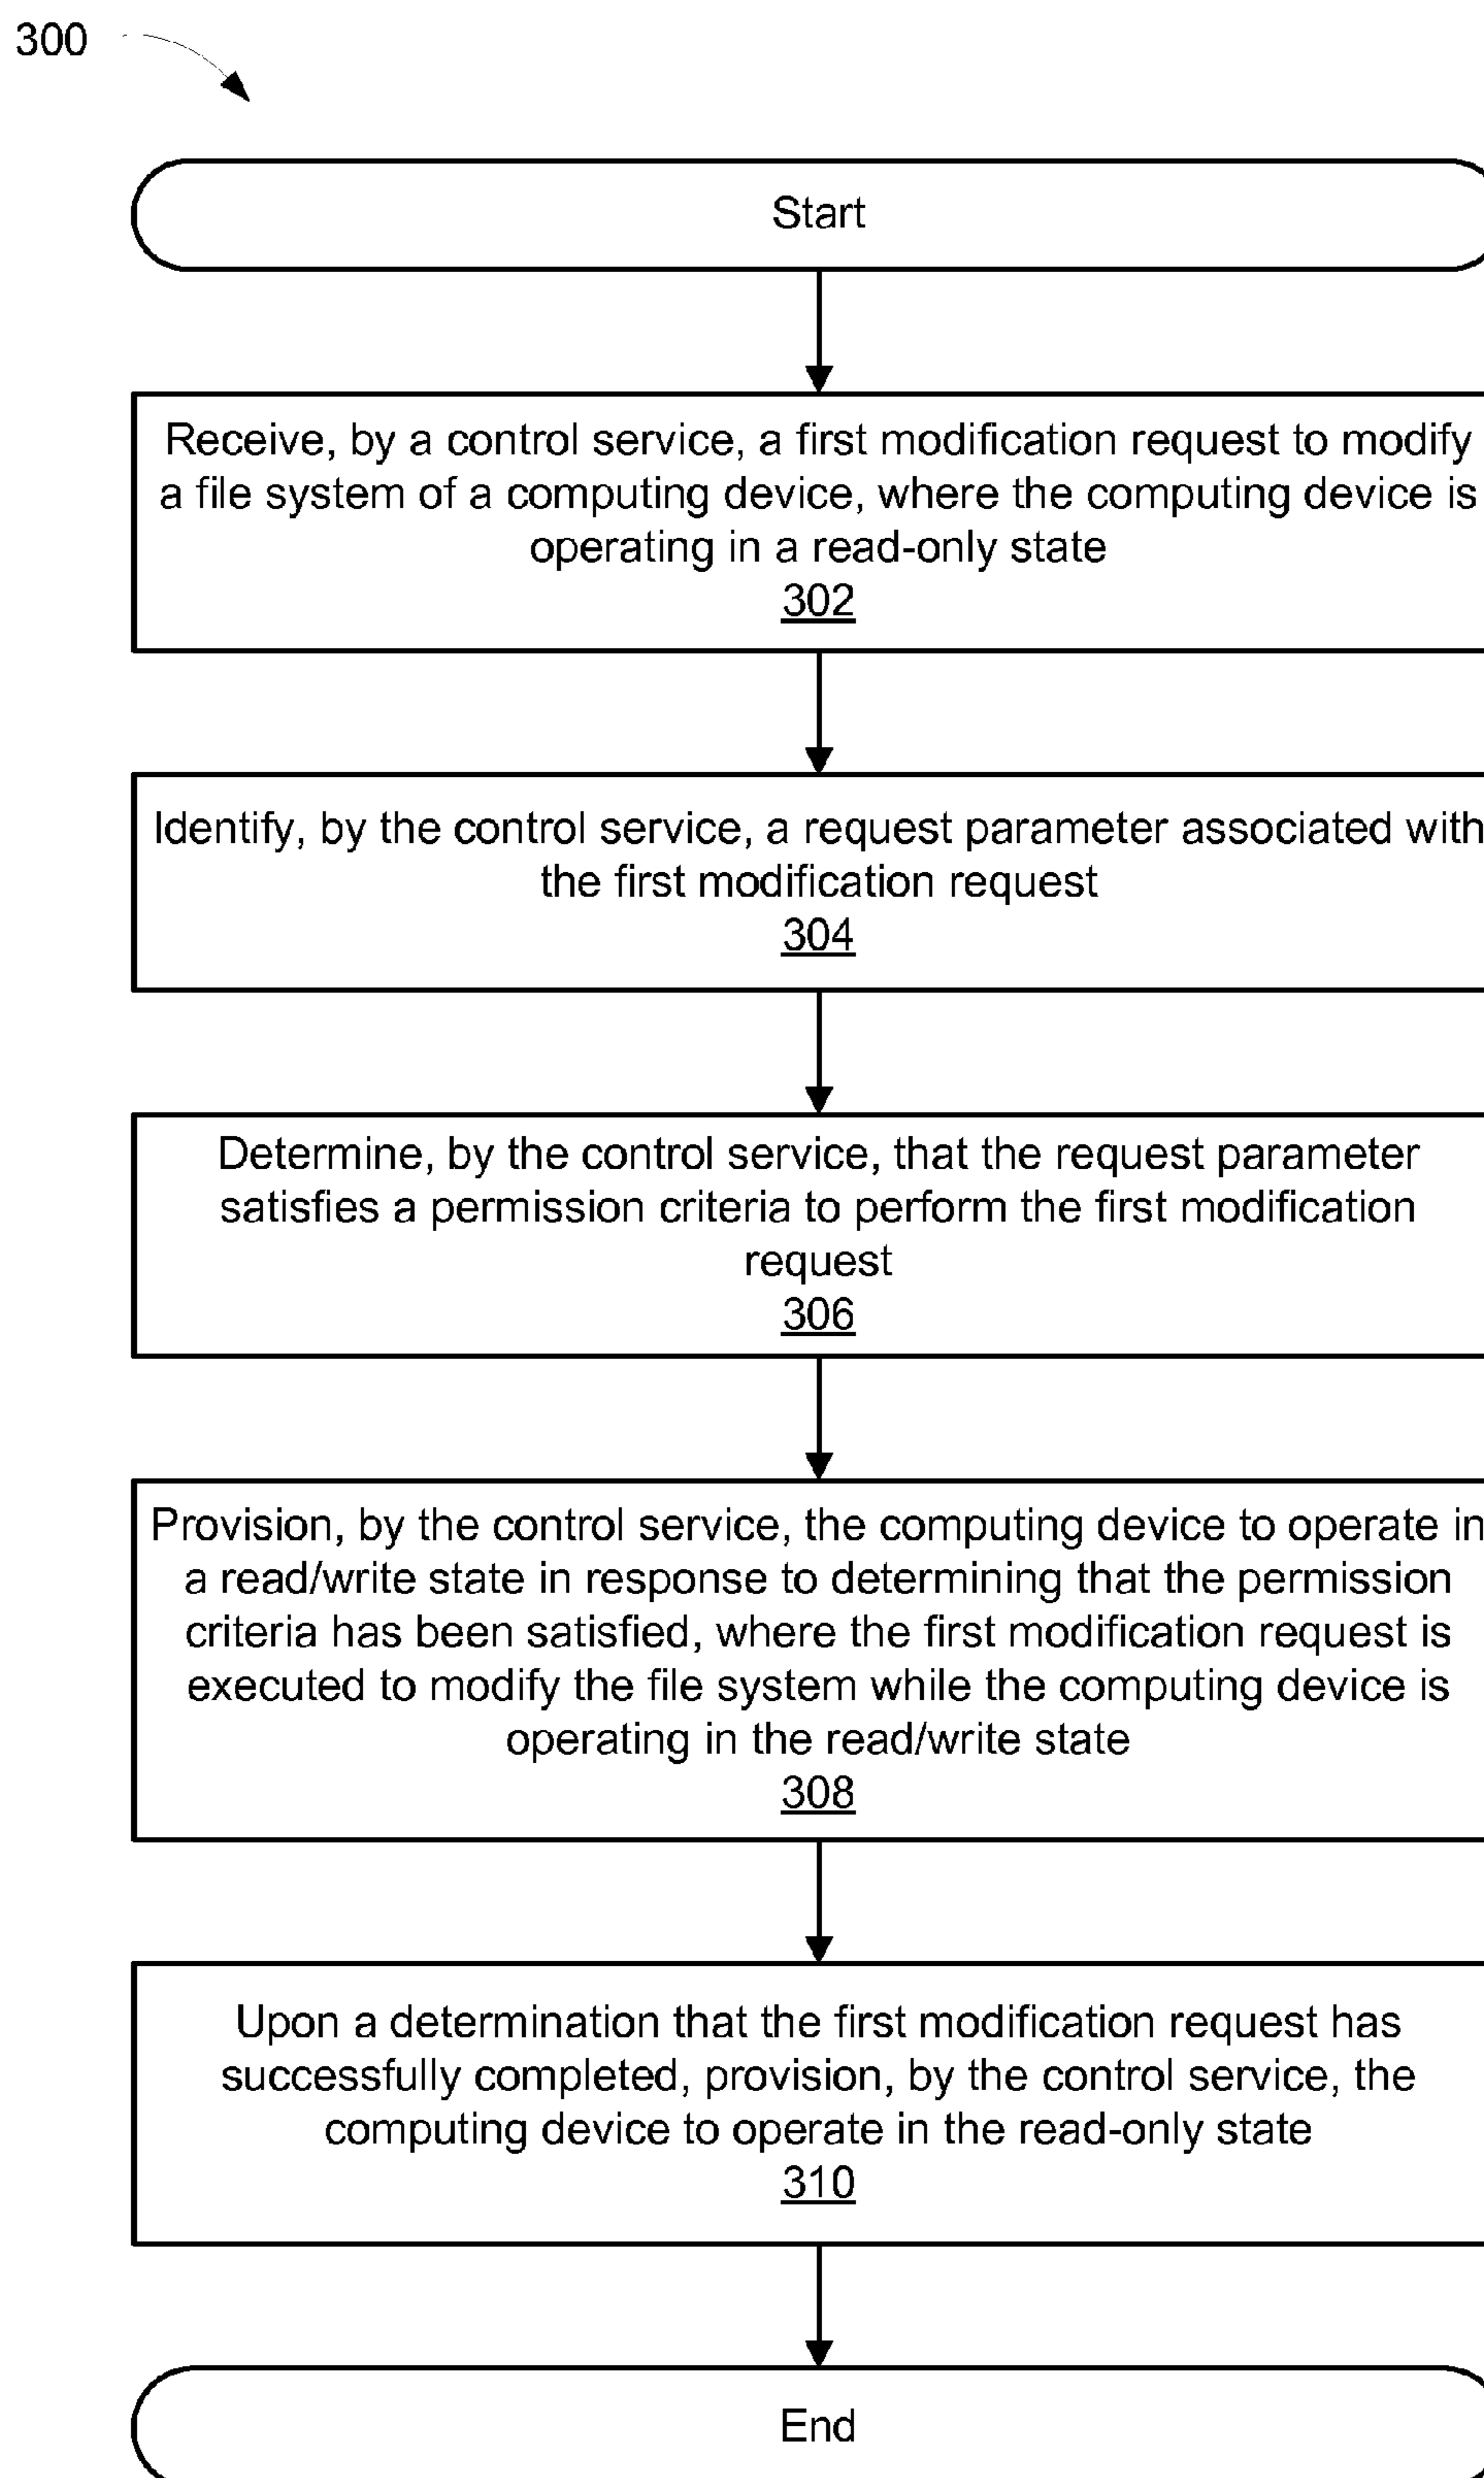 300
Start
Receive, by a control service, a first modification request to modify
a file system of a computing device, where the computing device is
operating in a read-only state
302
Identify, by the control service, a request parameter associated with
the first modification request
304
Determine, by the control service, that the request parameter
satisfies a permission criteria to perform the first modification
request
306
Provision, by the control service, the computing device to operate in
a read/write state in response to determining that the permission
criteria has been satisfied, where the first modification request is
executed to modify the file system while the computing device is
operating in the read/write state
308
Upon a determination that the first modification request has
successfully completed, provision, by the control service, the
computing device to operate in the read-only state
310
End